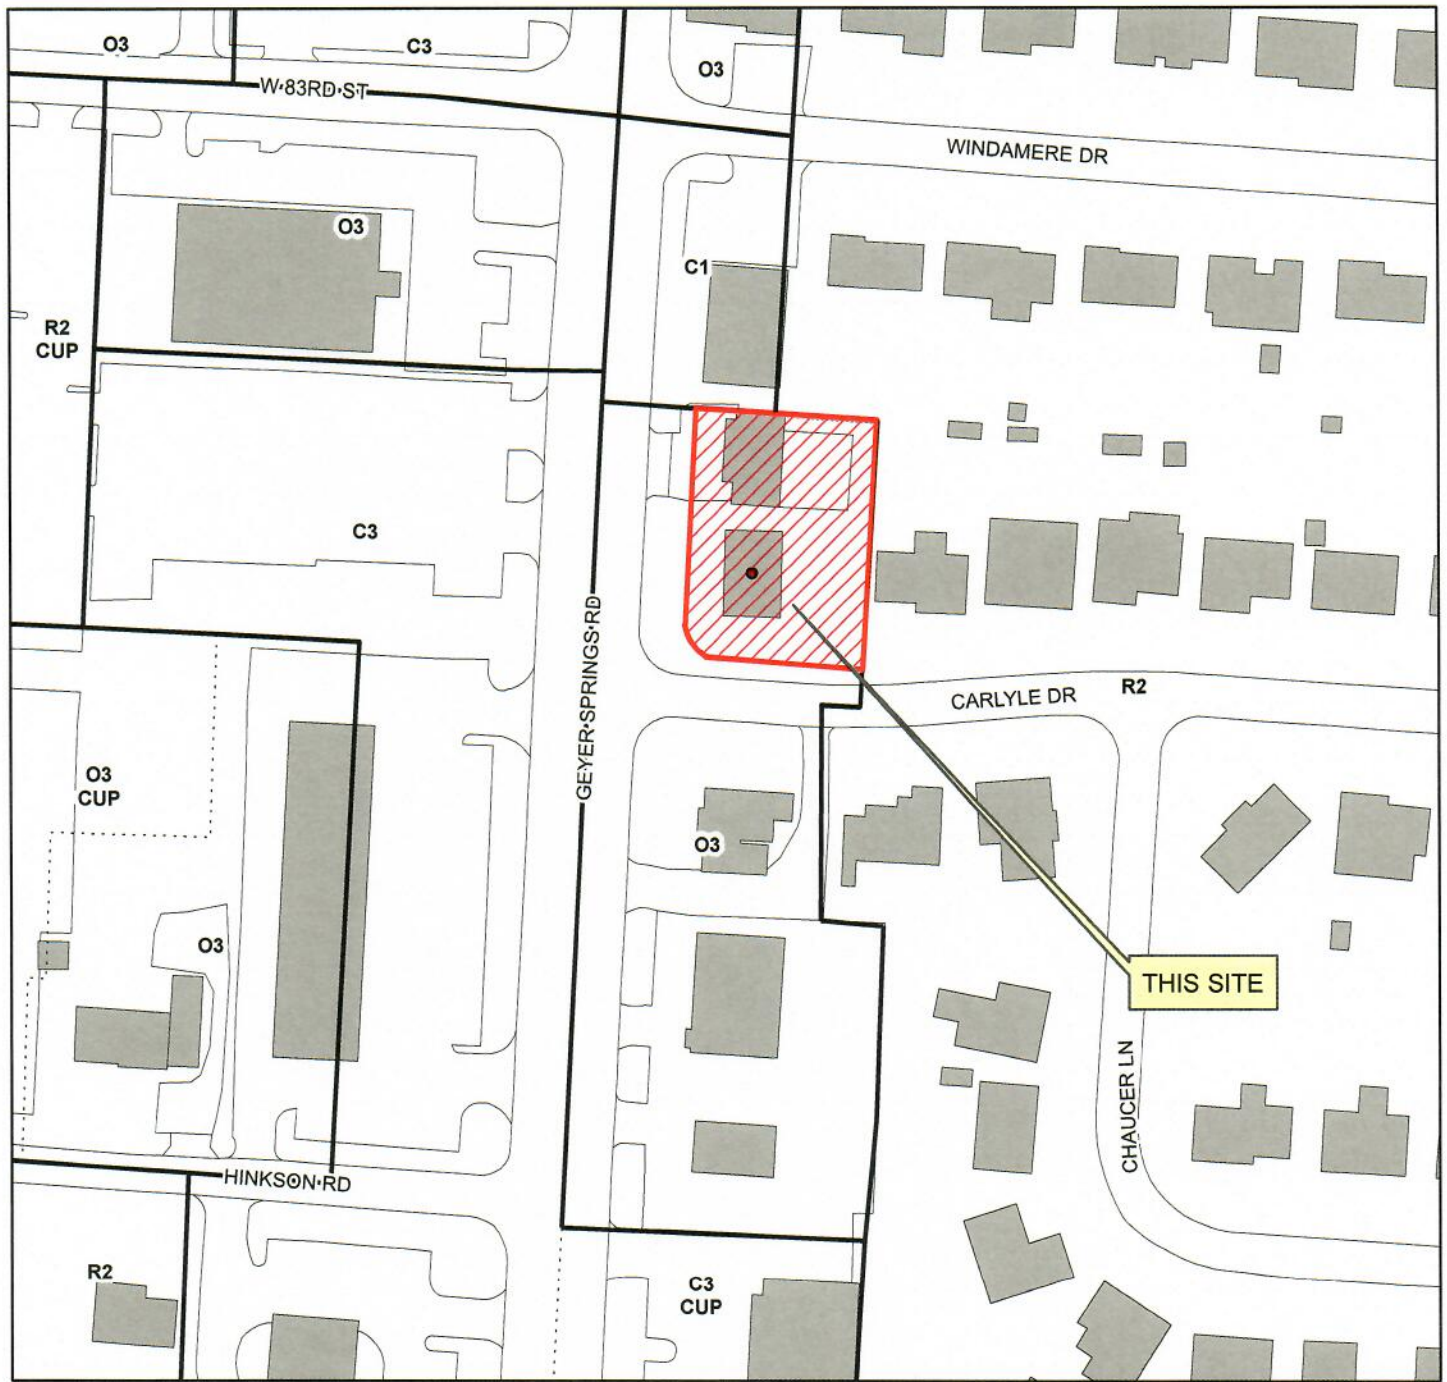 O3
C3
O3
W 83RD ST
WINDAMERE DR
O3
C1
R2
CUP
C3
GEYER SPRINGS RD
R2
CARLYLE DR
O3
CUP
O3
O3
THIS SITE
CHAUCER LN
HINKSON RD
R2
C3
CUP